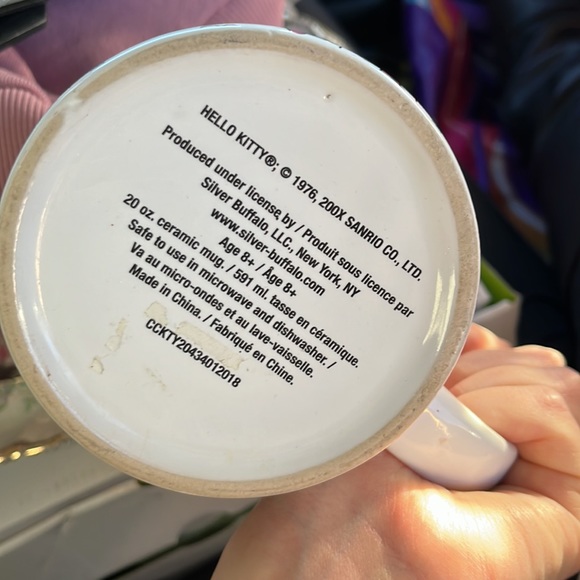 HELLO KITTY®; © 1976, 200X SANRIO CO., LTD.
Produced under license by / Produit sous licence par
Silver Buffalo, LLC, New York, NY
www.silver-buffalo.com
Age 8+ / Âge 8+
20 oz. ceramic mug. / 591 ml. tasse en céramique.
Safe to use in microwave and dishwasher. /
Va au micro-ondes et au lave-vaisselle.
Made in China. / Fabriqué en Chine.
CCKTY20434012018